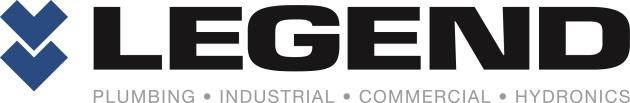 LEGEND
PLUMBING • INDUSTRIAL • COMMERCIAL • HYDRONICS